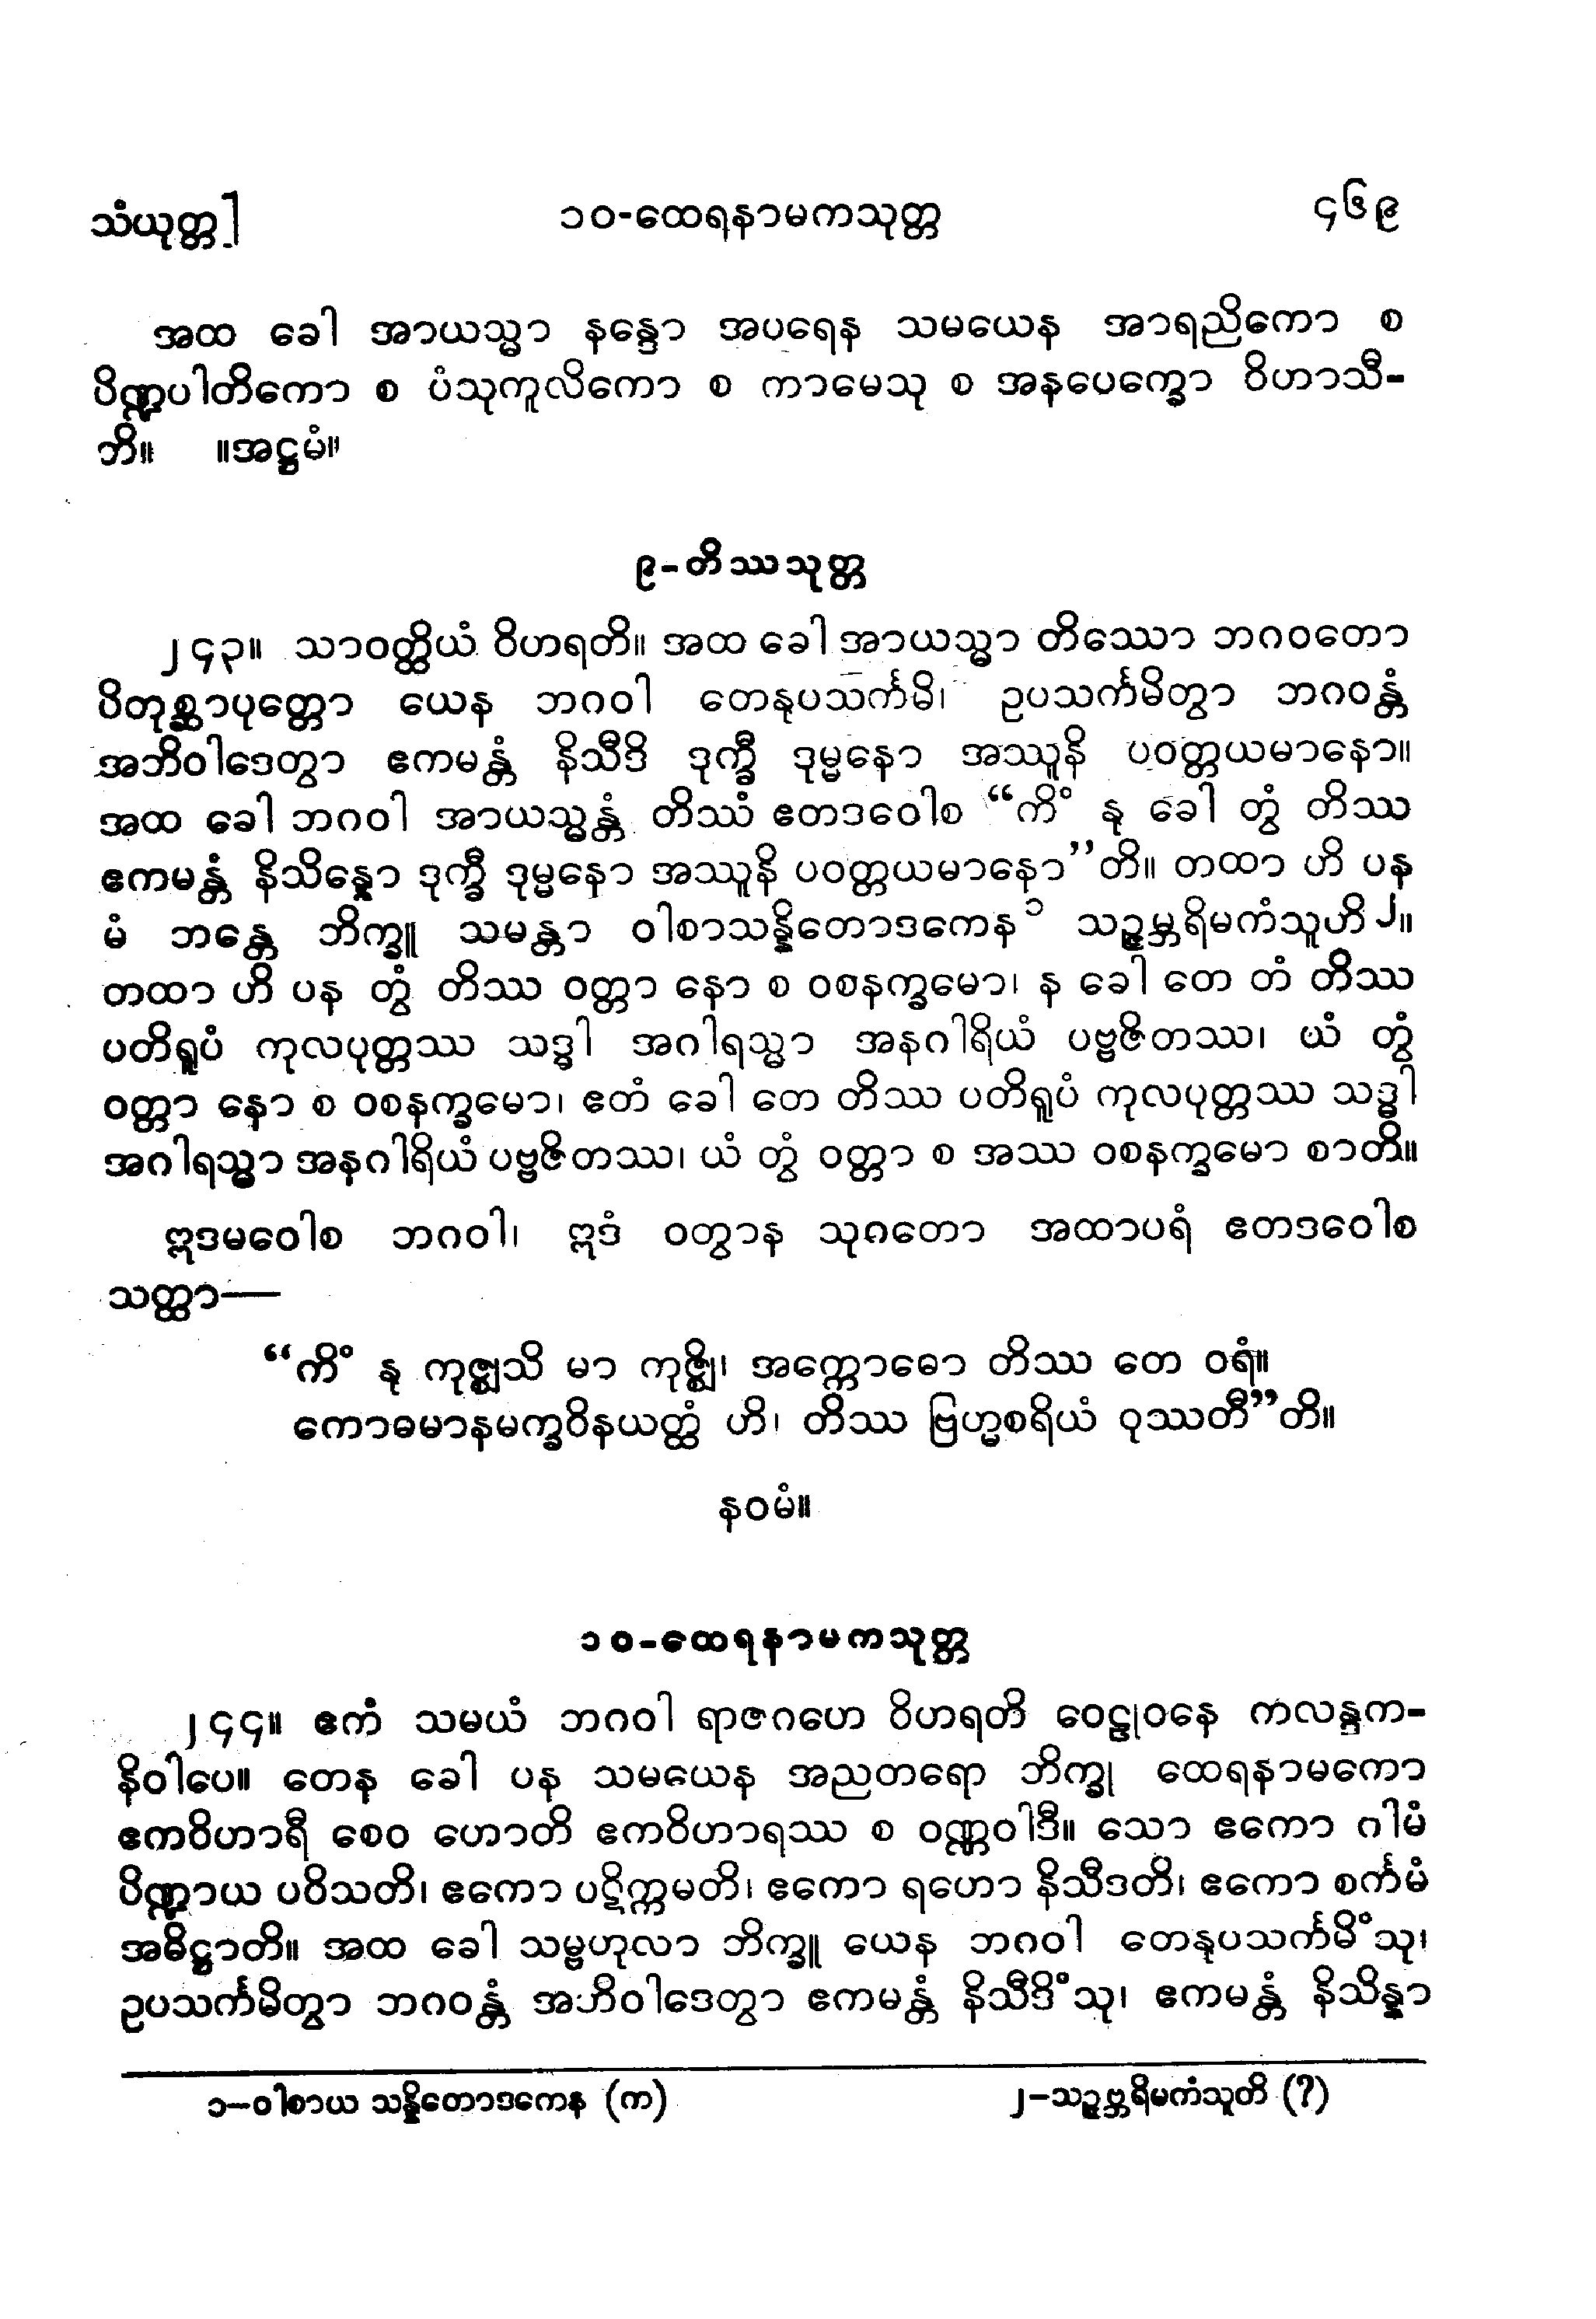 သံယုတ္တ]
၁၀-ထေရနာမကသုတ္တ
၄၆၉
အထ ခေါ အာယသ္မာ နန္ဒော အပရေန သမယေန အာရညိကော စ
ပိဏ္ဍပါတိကော စ ပံသုကူလိကော စ ကာမေသု စ အနပေက္ခော ဝိဟာသီ-
ဘိ။ ။အဋ္ဌမံ။
၉-တိဿသုတ္တ
၂၄၃။ သာဝတ္ထိယံ ဝိဟရတိ။ အထ ခေါ အာယသ္မာ တိဿော ဘဂဝတော
ပိတုစ္ဆာပုတ္တော ယေန ဘဂဝါ တေနုပသင်္ကမိ၊ ဥပသင်္ကမိတွာ ဘဂဝန္တံ
အဘိဝါဒေတွာ ဧကမန္တံ နိသီဒိ ဒုက္ခီ ဒုမ္မနော အဿူနိ ပဝတ္တယမာနော။
အထ ခေါ ဘဂဝါ အာယသ္မန္တံ တိဿံ ဧတဒဝေါစ “ကိံ နု ခေါ တွံ တိဿ
ဧကမန္တံ နိသိန္နော ဒုက္ခီ ဒုမ္မနော အဿူနိ ပဝတ္တယမာနော”တိ။ တထာ ဟိ ပန
မံ ဘန္တေ ဘိက္ခူ သမန္တာ ဝါစာသန္နိတောဒကေန ၁ သဉ္ဇမ္ဘရိမကံသူဟိ ၂။
တထာ ဟိ ပန တွံ တိဿ ဝတ္တာ နော စ ဝစနက္ခမော၊ န ခေါ တေ တံ တိဿ
ပတိရူပံ ကုလပုတ္တဿ သဒ္ဓါ အဂါရသ္မာ အနဂါရိယံ ပဗ္ဗဇိတဿ၊ ယံ တွံ
ဝတ္တာ နော စ ဝစနက္ခမော၊ ဧတံ ခေါ တေ တိဿ ပတိရူပံ ကုလပုတ္တဿ သဒ္ဓါ
အဂါရသ္မာ အနဂါရိယံ ပဗ္ဗဇိတဿ၊ ယံ တွံ ဝတ္တာ စ အဿ ဝစနက္ခမော စာတိ။
ဣဒမဝေါစ ဘဂဝါ၊ ဣဒံ ဝတွာန သုဂတော အထာပရံ ဧတဒဝေါစ
သတ္ထာ—
“ကိံ နု ကုဇ္ဈသိ မာ ကုဇ္ဈိ၊ အက္ကောဓော တိဿ တေ ဝရံ။
ကောဓမာနမက္ခဝိနယတ္ထံ ဟိ၊ တိဿ ဗြဟ္မစရိယံ ဝုဿတီ”တိ။
နဝမံ။
၁၀-ထေရနာမကသုတ္တ
၂၄၄။ ဧကံ သမယံ ဘဂဝါ ရာဇဂဟေ ဝိဟရတိ ဝေဠုဝနေ ကလန္ဒက-
နိဝါပေ။ တေန ခေါ ပန သမယေန အညတရော ဘိက္ခု ထေရနာမကော
ဧကဝိဟာရီ စေဝ ဟောတိ ဧကဝိဟာရဿ စ ဝဏ္ဏဝါဒီ။ သော ဧကော ဂါမံ
ပိဏ္ဍာယ ပဝိသတိ၊ ဧကော ပဋိက္ကမတိ၊ ဧကော ရဟော နိသီဒတိ၊ ဧကော စင်္ကမံ
အဓိဋ္ဌာတိ။ အထ ခေါ သမ္ဗဟုလာ ဘိက္ခူ ယေန ဘဂဝါ တေနုပသင်္ကမိံသု၊
ဥပသင်္ကမိတွာ ဘဂဝန္တံ အဘိဝါဒေတွာ ဧကမန္တံ နိသီဒိံသု၊ ဧကမန္တံ နိသိန္နာ
၁—ဝါစာယ သန္နိတောဒကေန (က)
၂—သဉ္ဇဗ္ဘရိမကံသူတိ (?)